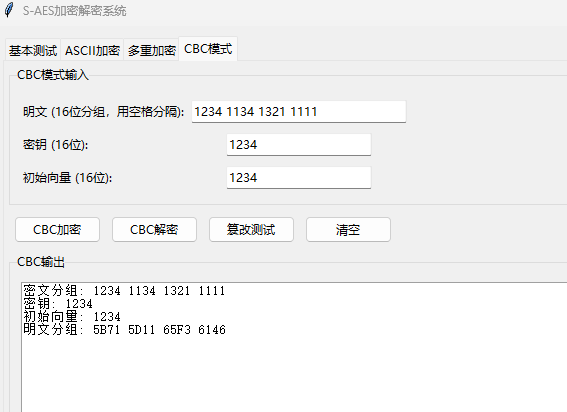 S-AES加密解密系统
基本测试 ASCII加密 多重加密 CBC模式
CBC模式输入
明文 (16位分组，用空格分隔): 1234 1134 1321 1111
密钥 (16位): 1234
初始向量 (16位): 1234
CBC加密 CBC解密 篡改测试 清空
CBC输出
密文分组: 1234 1134 1321 1111
密钥: 1234
初始向量: 1234
明文分组: 5B71 5D11 65F3 6146